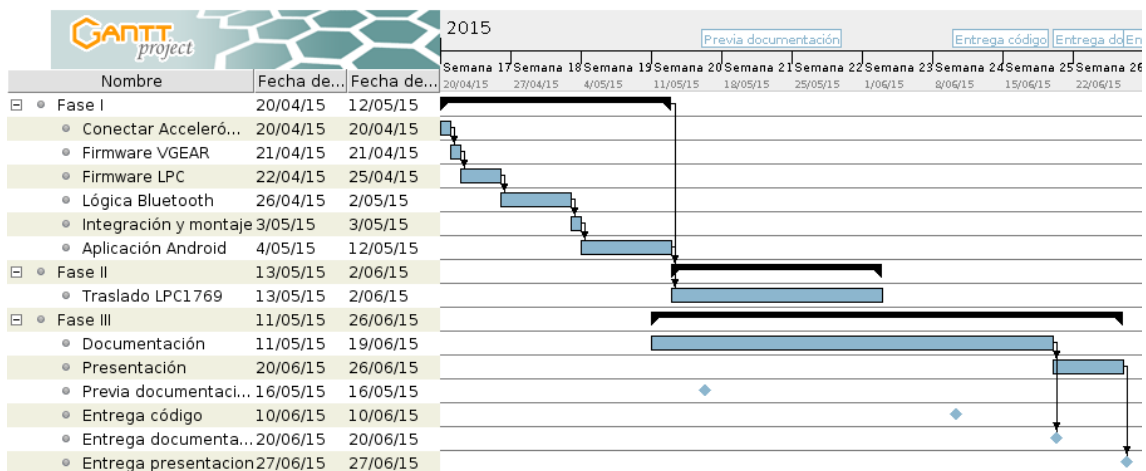 GANTT
project
2015
Previa documentación
Entrega código
Entrega do
En
Nombre
Fecha de...
Fecha de...
Semana 17
Semana 18
Semana 19
Semana 20
Semana 21
Semana 22
Semana 23
Semana 24
Semana 25
Semana 26
20/04/15
27/04/15
4/05/15
11/05/15
18/05/15
25/05/15
1/06/15
8/06/15
15/06/15
22/06/15
Fase I 20/04/15 12/05/15
Conectar Acceleró... 20/04/15 20/04/15
Firmware VGEAR 21/04/15 21/04/15
Firmware LPC 22/04/15 25/04/15
Lógica Bluetooth 26/04/15 2/05/15
Integración y montaje 3/05/15 3/05/15
Aplicación Android 4/05/15 12/05/15
Fase II 13/05/15 2/06/15
Traslado LPC1769 13/05/15 2/06/15
Fase III 11/05/15 26/06/15
Documentación 11/05/15 19/06/15
Presentación 20/06/15 26/06/15
Previa documentaci... 16/05/15 16/05/15
Entrega código 10/06/15 10/06/15
Entrega documenta... 20/06/15 20/06/15
Entrega presentacion 27/06/15 27/06/15